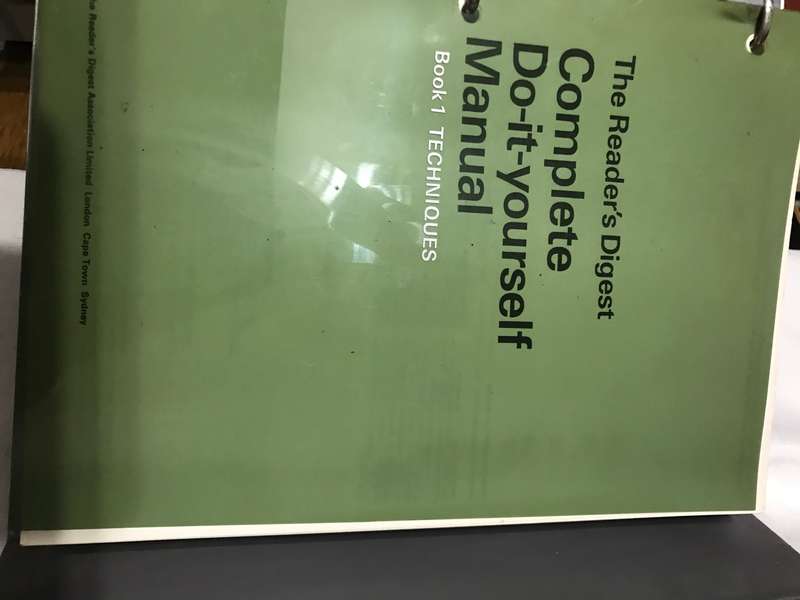 The Reader's Digest
Complete
Do-it-yourself
Manual
Book 1 TECHNIQUES
The Reader's Digest Association Limited London Cape Town Sydney